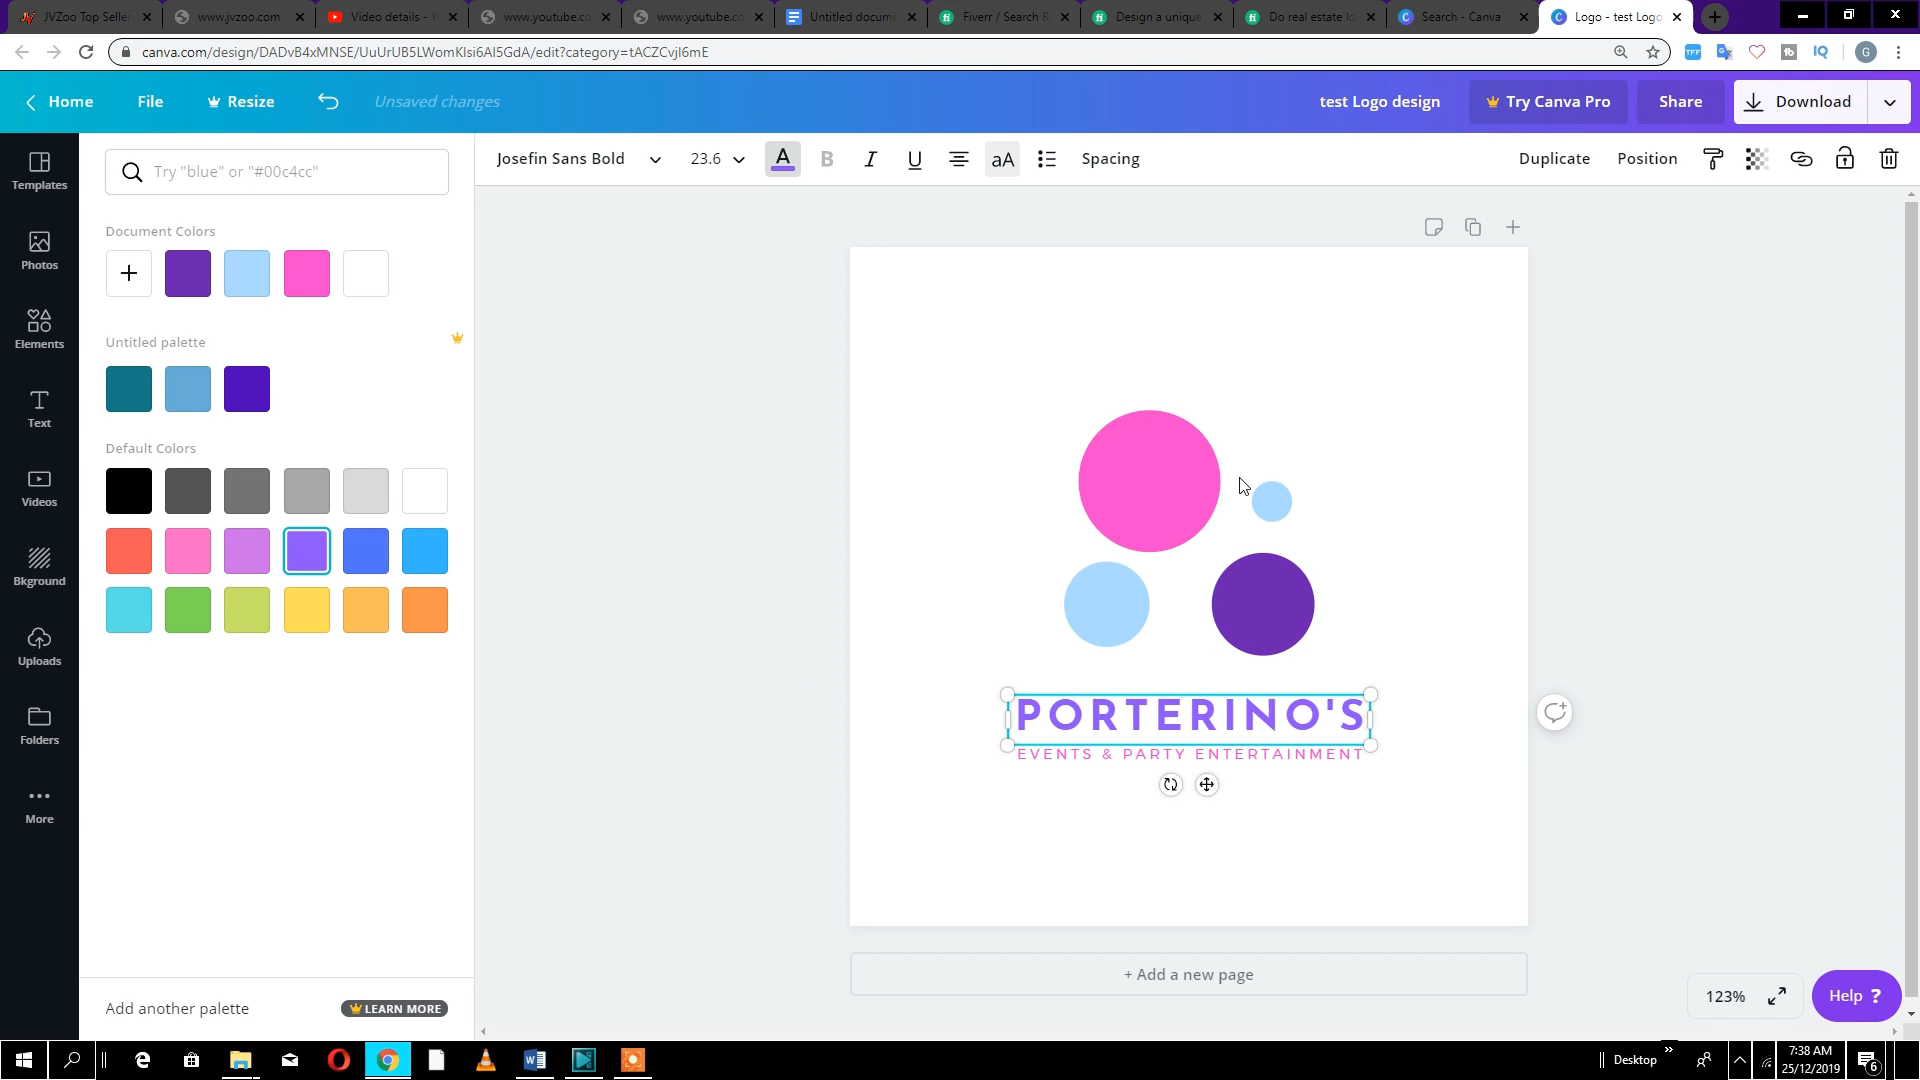 JVZoo Top Seller
www.jvzoo.com
Video details - Y
www.youtube.co
www.youtube.co
Untitled docume
Fiverr / Search R
Design a unique
Do real estate lo
Search - Canva
Logo - test Logo
canva.com/design/DADvB4xMNSE/UuUrUB5LWomKIsi6AI5GdA/edit?category=tACZCvjI6mE
TFF
IQ
G
Home
File
Resize
Unsaved changes
test Logo design
Try Canva Pro
Share
Download
Templates
Photos
Elements
Text
Videos
Bkground
Uploads
Folders
More
Try "blue" or "#00c4cc"
Josefin Sans Bold
23.6
A
B
I
U
aA
Spacing
Duplicate
Position
Document Colors
Untitled palette
Default Colors
PORTERINO'S
EVENTS & PARTY ENTERTAINMENT
+ Add a new page
Add another palette
LEARN MORE
123%
Help ?
Desktop
7:38 AM
25/12/2019
6